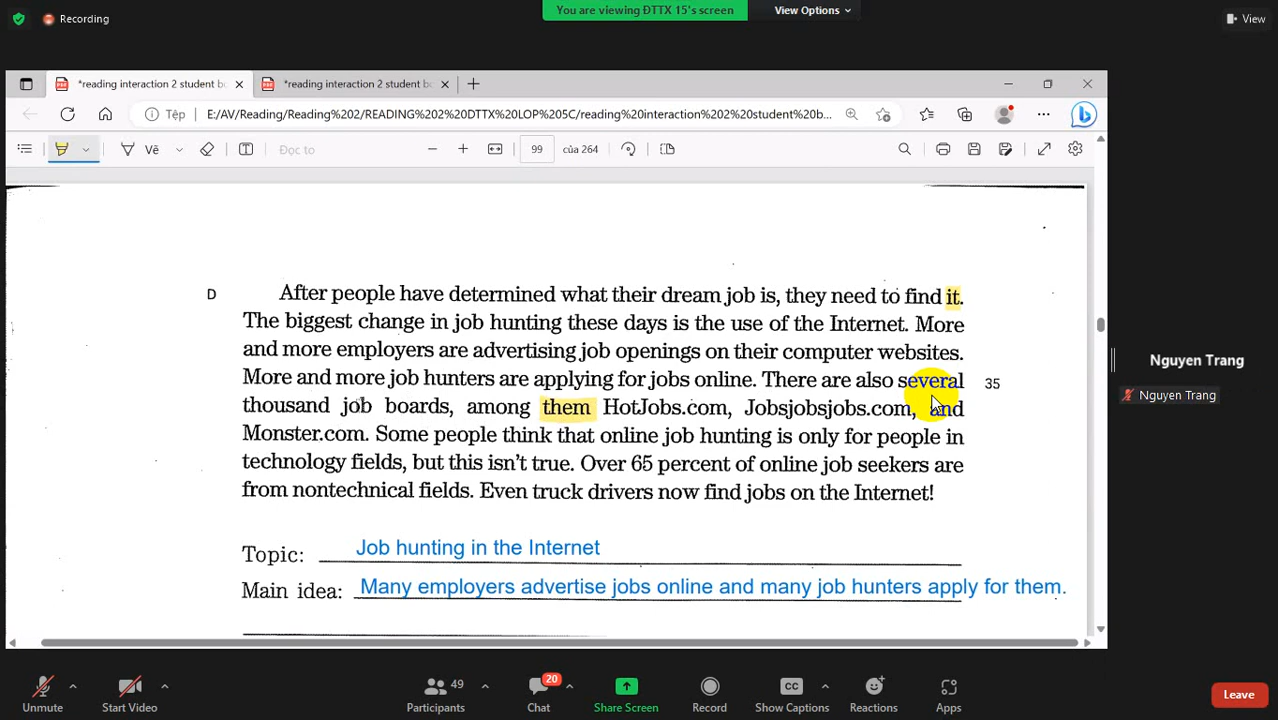 Recording
You are viewing ĐTTX 15's screen
View Options
View
*reading interaction 2 student b
*reading interaction 2 student b
Tệp
E:/AV/Reading/Reading%202/READING%202%20DTTX%20LOP%205C/reading%20interaction%202%20student%20b...
Vẽ
Đọc to
99
của 264
D
After people have determined what their dream job is, they need to find it.
The biggest change in job hunting these days is the use of the Internet. More
and more employers are advertising job openings on their computer websites.
More and more job hunters are applying for jobs online. There are also several
35
thousand job boards, among them HotJobs.com, Jobsjobsjobs.com, and
Monster.com. Some people think that online job hunting is only for people in
technology fields, but this isn't true. Over 65 percent of online job seekers are
from nontechnical fields. Even truck drivers now find jobs on the Internet!
Topic: Job hunting in the Internet
Main idea: Many employers advertise jobs online and many job hunters apply for them.
Nguyen Trang
Nguyen Trang
Unmute
Start Video
49
Participants
20
Chat
Share Screen
Record
CC
Show Captions
Reactions
Apps
Leave